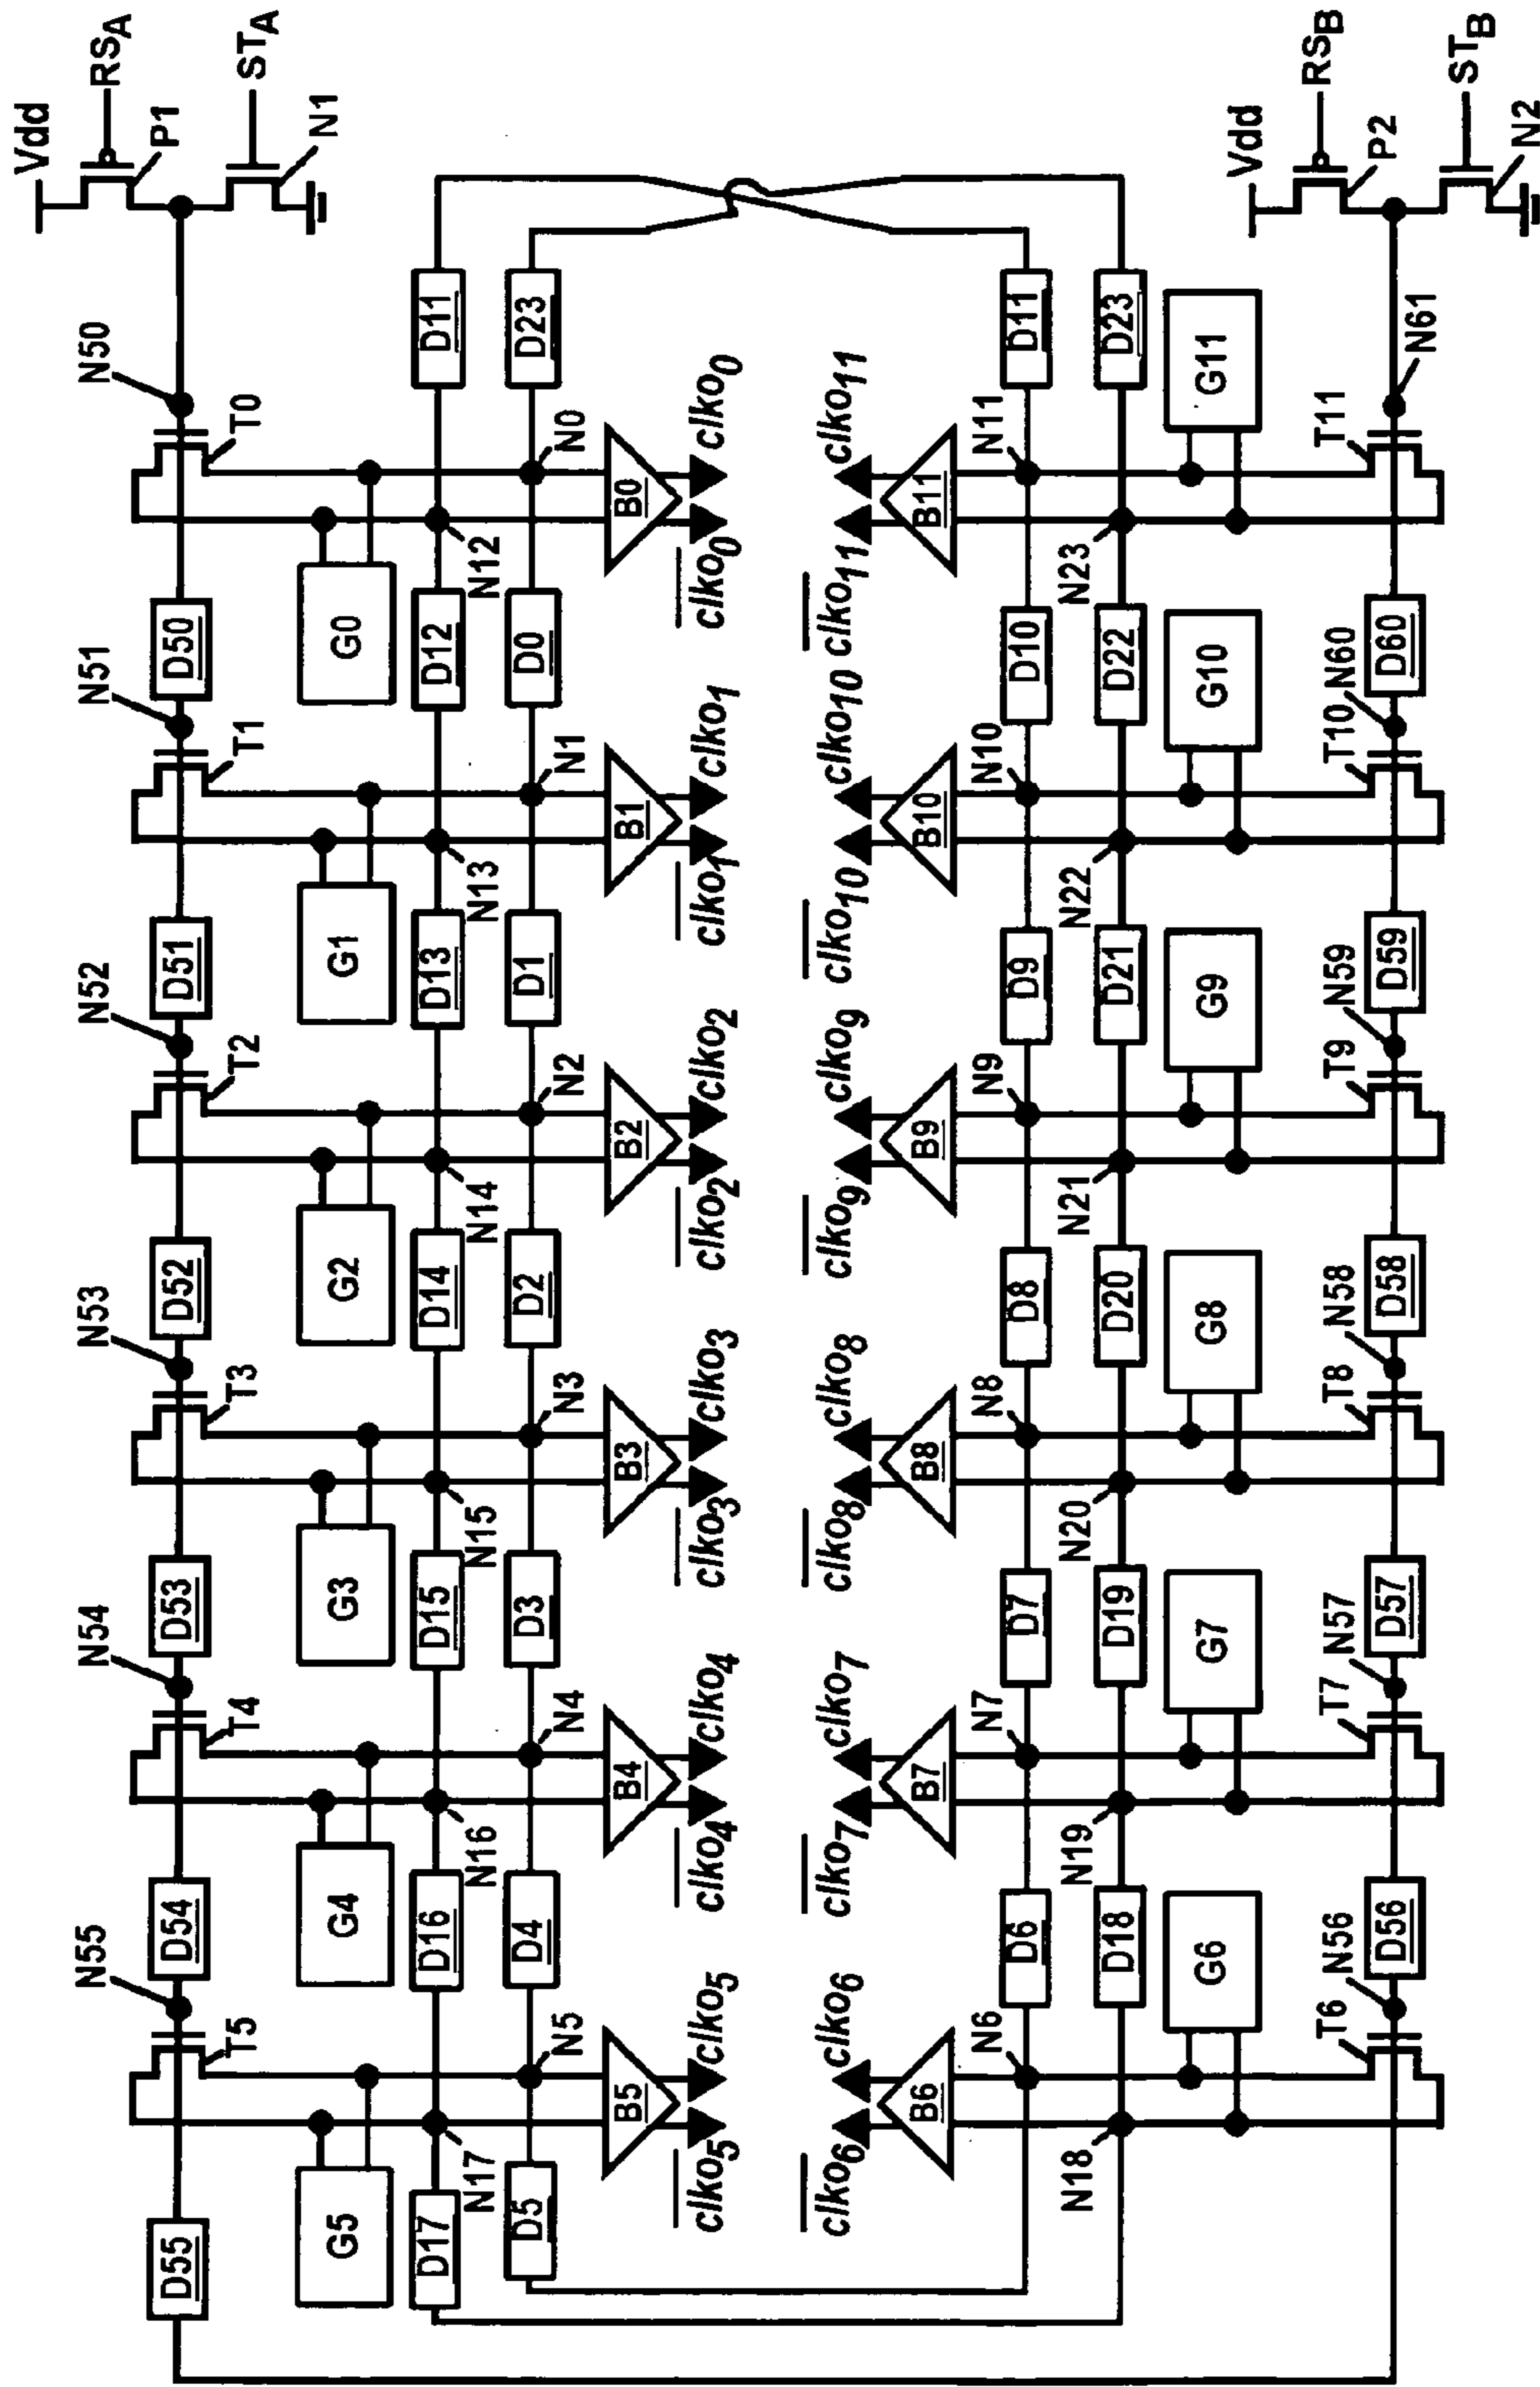 Vdd
RSA
P1
STA
N1
N55 N54 N53 N52 N51 N50
T5 T4 T3 T2 T1 T0
D55 D54 D53 D52 D51 D50
G5 G4 G3 G2 G1 G0
D17 D16 D15 D14 D13 D12 D11
N17 N16 N15 N14 N13 N12
D5 D4 D3 D2 D1 D0 D23
N5 N4 N3 N2 N1 N0
B5 B4 B3 B2 B1 B0
clko5 clko5 clko4 clko4 clko3 clko3 clko2 clko2 clko1 clko1 clko0 clko0
clko6 clko6 clko7 clko7 clko8 clko8 clko9 clko9 clko10 clko10 clko11 clko11
B6 B7 B8 B9 B10 B11
N6 N7 N8 N9 N10 N11
D6 D7 D8 D9 D10 D11
N18 N19 N20 N21 N22 N23
D18 D19 D20 D21 D22 D23
G6 G7 G8 G9 G10 G11
T6 T7 T8 T9 T10 T11
N56 N57 N58 N59 N60 N61
D56 D57 D58 D59 D60
Vdd
RSB
P2
STB
N2